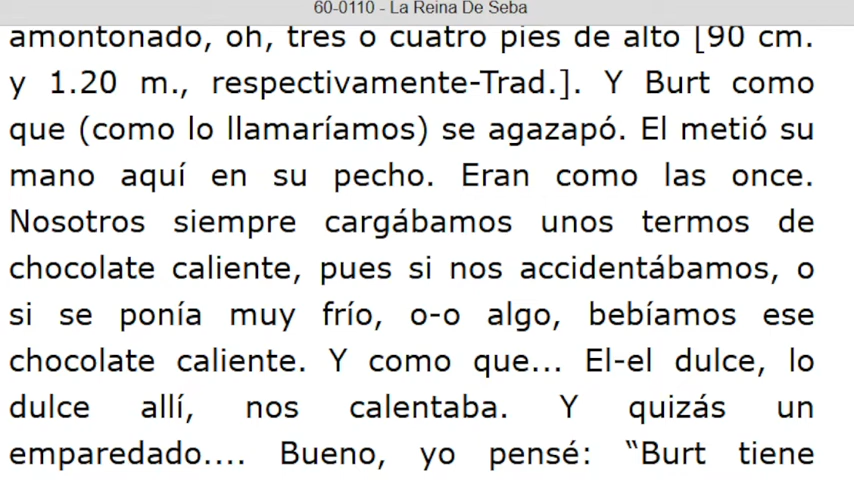 60-0110 - La Reina De Seba
amontonado, oh, tres o cuatro pies de alto [90 cm.
y 1.20 m., respectivamente-Trad.]. Y Burt como
que (como lo llamaríamos) se agazapó. El metió su
mano aquí en su pecho. Eran como las once.
Nosotros siempre cargábamos unos termos de
chocolate caliente, pues si nos accidentábamos, o
si se ponía muy frío, o-o algo, bebíamos ese
chocolate caliente. Y como que... El-el dulce, lo
dulce allí, nos calentaba. Y quizás un
emparedado.... Bueno, yo pensé: “Burt tiene